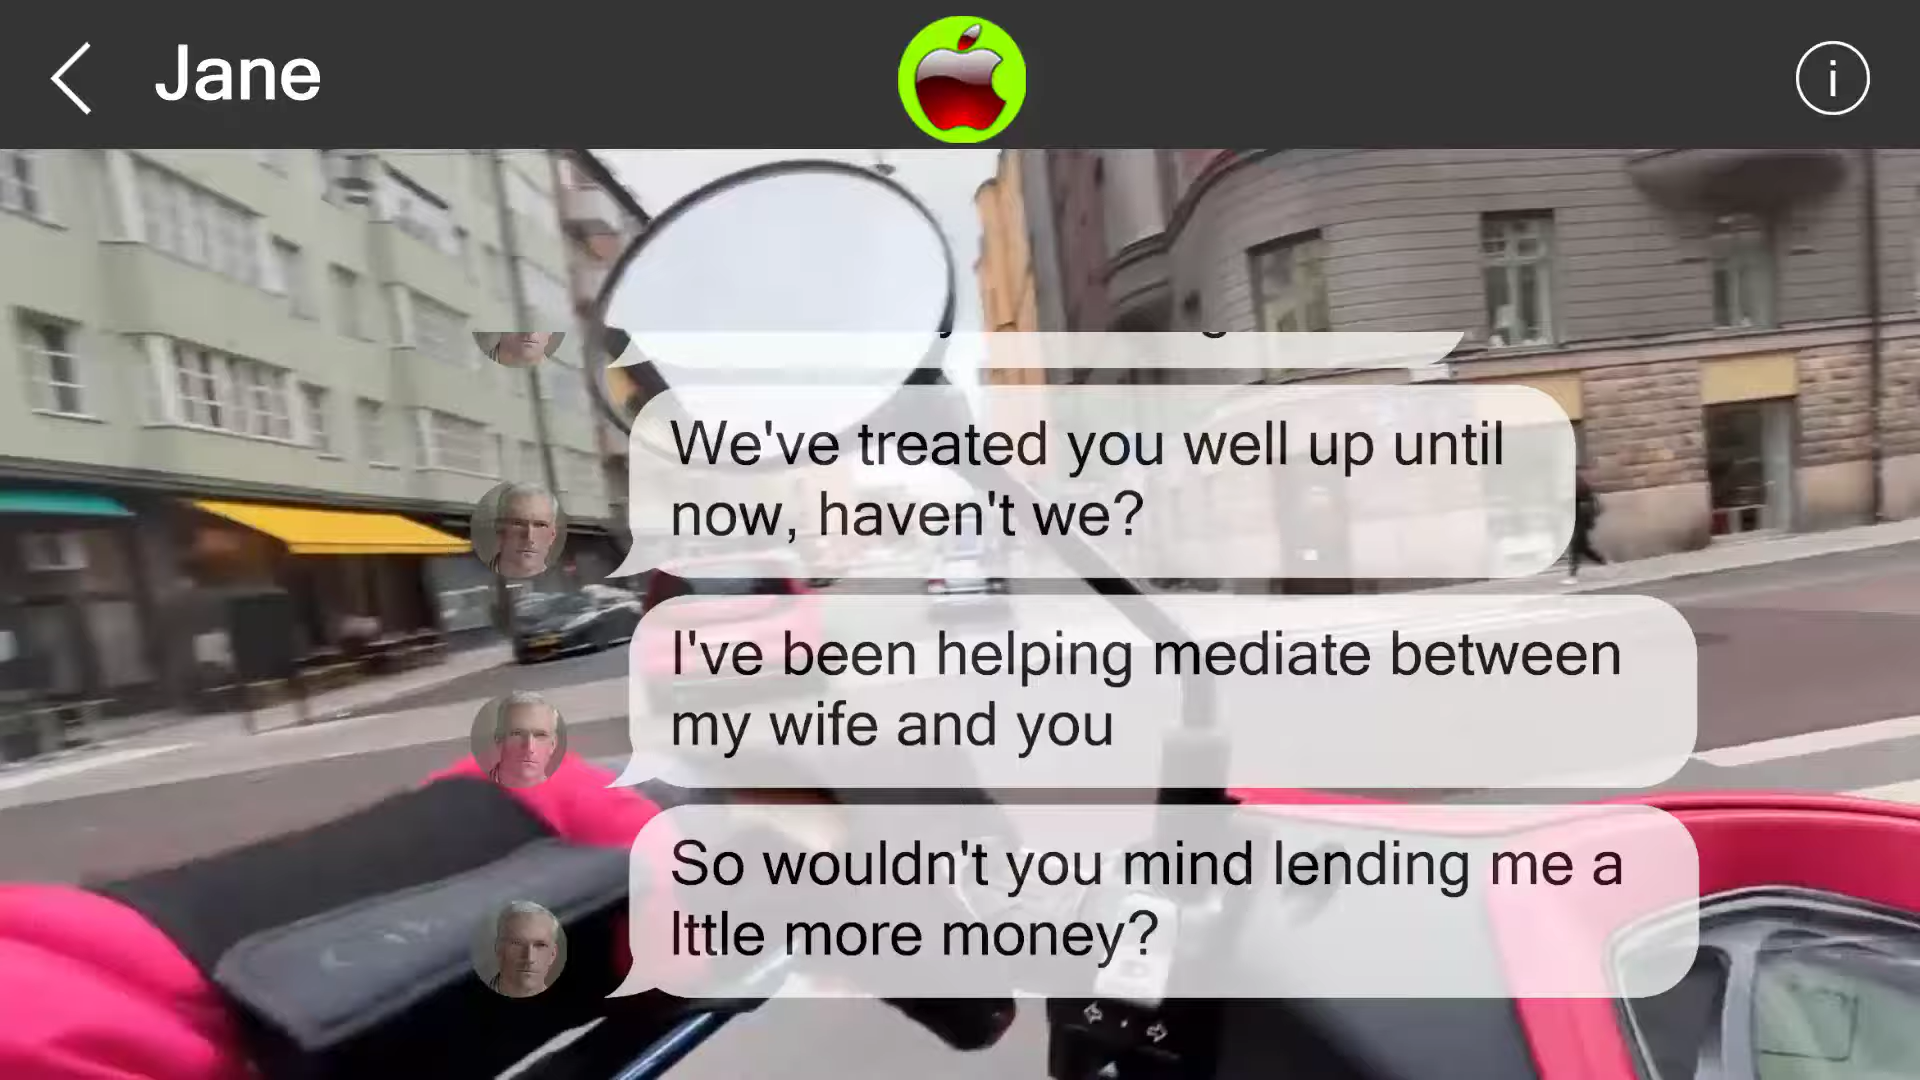 Jane
i
We've treated you well up until
now, haven't we?
I've been helping mediate between
my wife and you
So wouldn't you mind lending me a
lttle more money?